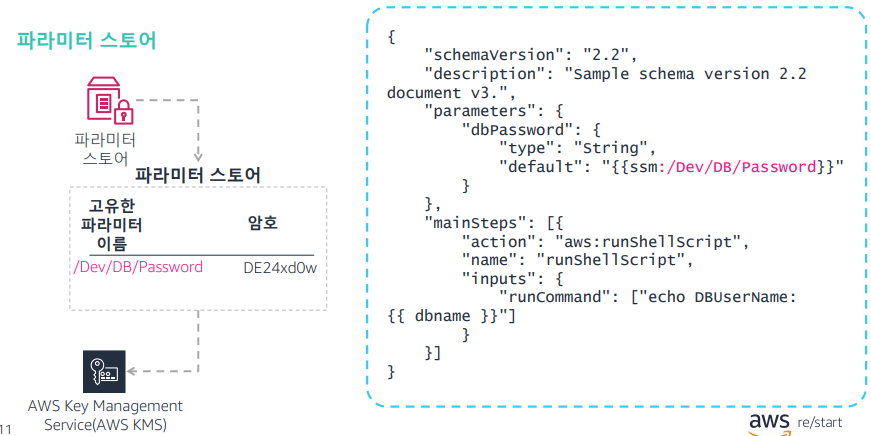 파라미터 스토어
파라미터
스토어
파라미터 스토어
고유한
파라미터
이름
암호
/Dev/DB/Password DE24xd0w
AWS Key Management
Service(AWS KMS)
11
{
"schemaVersion": "2.2",
"description": "Sample schema version 2.2
document v3.",
"parameters": {
"dbPassword": {
"type": "String",
"default": "{{ssm:/Dev/DB/Password}}"
}
},
"mainSteps": [{
"action": "aws:runShellScript",
"name": "runShellScript",
"inputs": {
"runCommand": ["echo DBUserName:
{{ dbname }}"]
}
}]
}
aws re/start